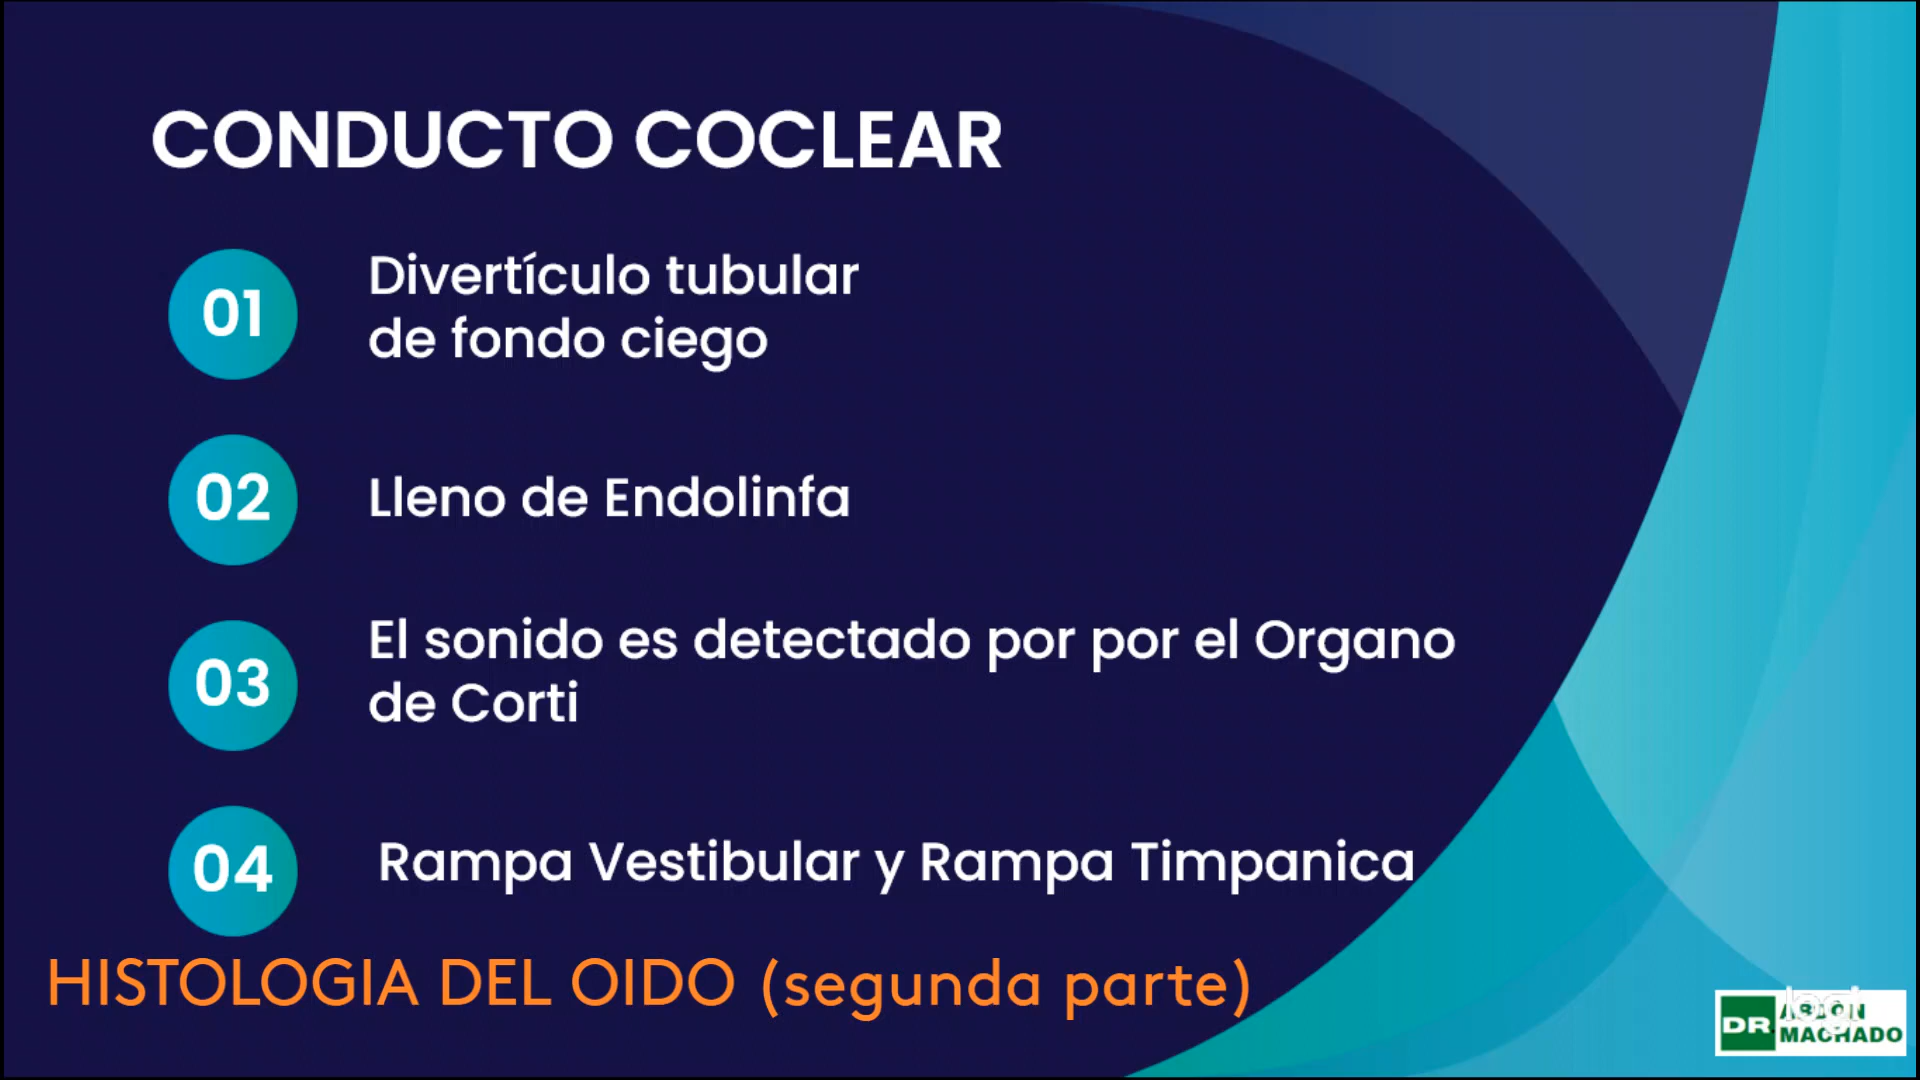 CONDUCTO COCLEAR
01
Divertículo tubular
de fondo ciego
02
Lleno de Endolinfa
03
El sonido es detectado por por el Organo
de Corti
04
Rampa Vestibular y Rampa Timpanica
HISTOLOGIA DEL OIDO (segunda parte)
DR.
ABDÓN
MACHADO